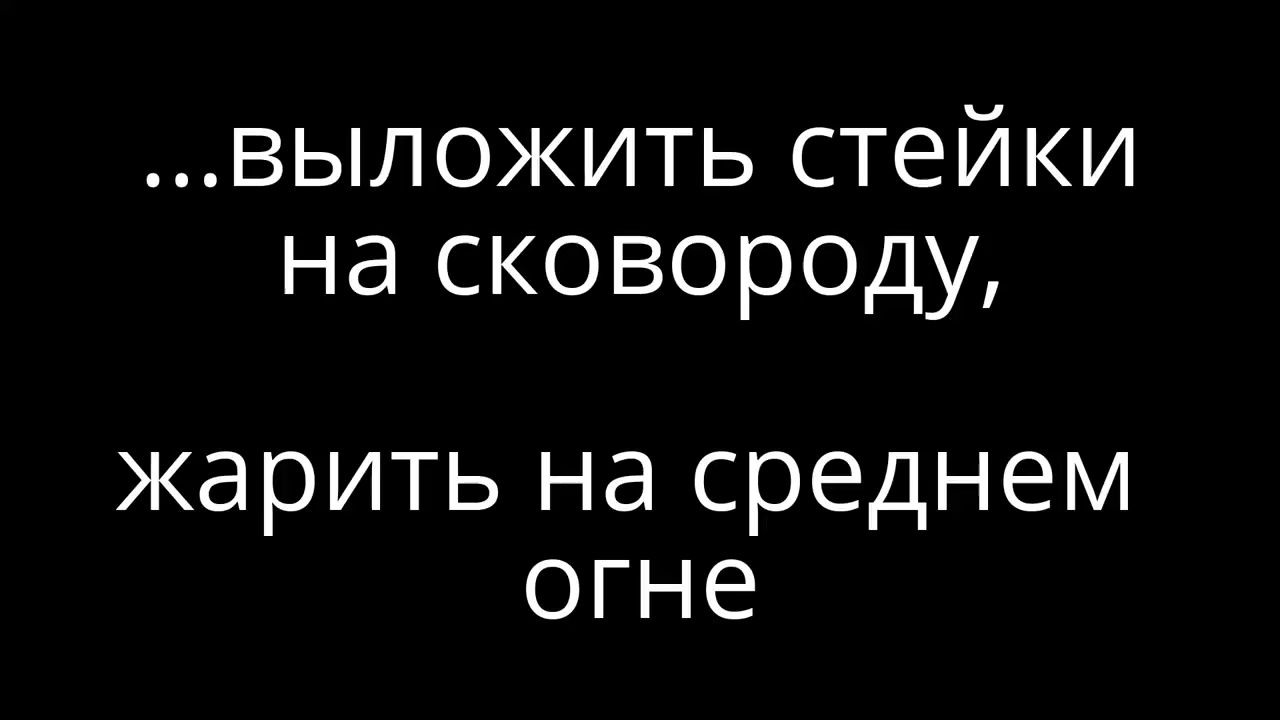 ...выложить стейки
на сковороду,
жарить на среднем
огне